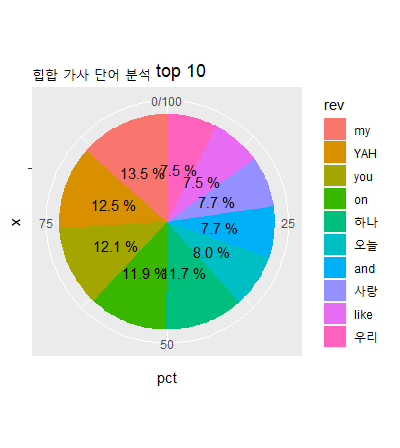 힙합 가사 단어 분석 top 10
0/100
13.5 %
7.5 %
7.5 %
12.5 %
7.7 %
x
75
7.7 %
25
12.1 %
8.0 %
11.9 %
11.7 %
50
pct
rev
my
YAH
you
on
하나
오늘
and
사랑
like
우리